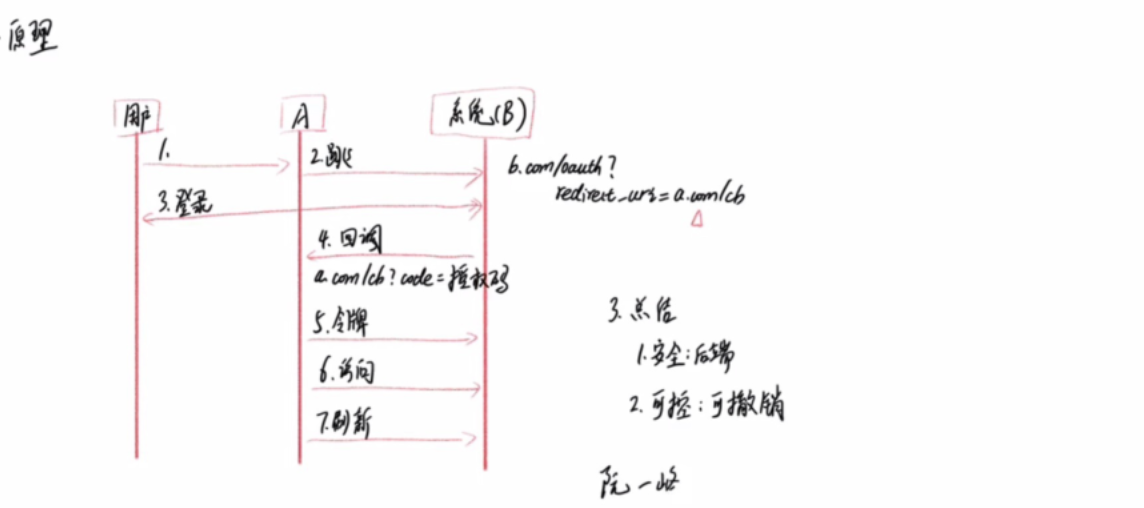 原理
用户
A
系统(B)
1.
2.跳转
b.com/oauth?
redirect_uri=a.com/cb
3.登录
4.回调
a.com/cb?code=授权码
5.令牌
6.访问
7.刷新
3.总结
1.安全:后端
2.可控:可撤销
阮一峰